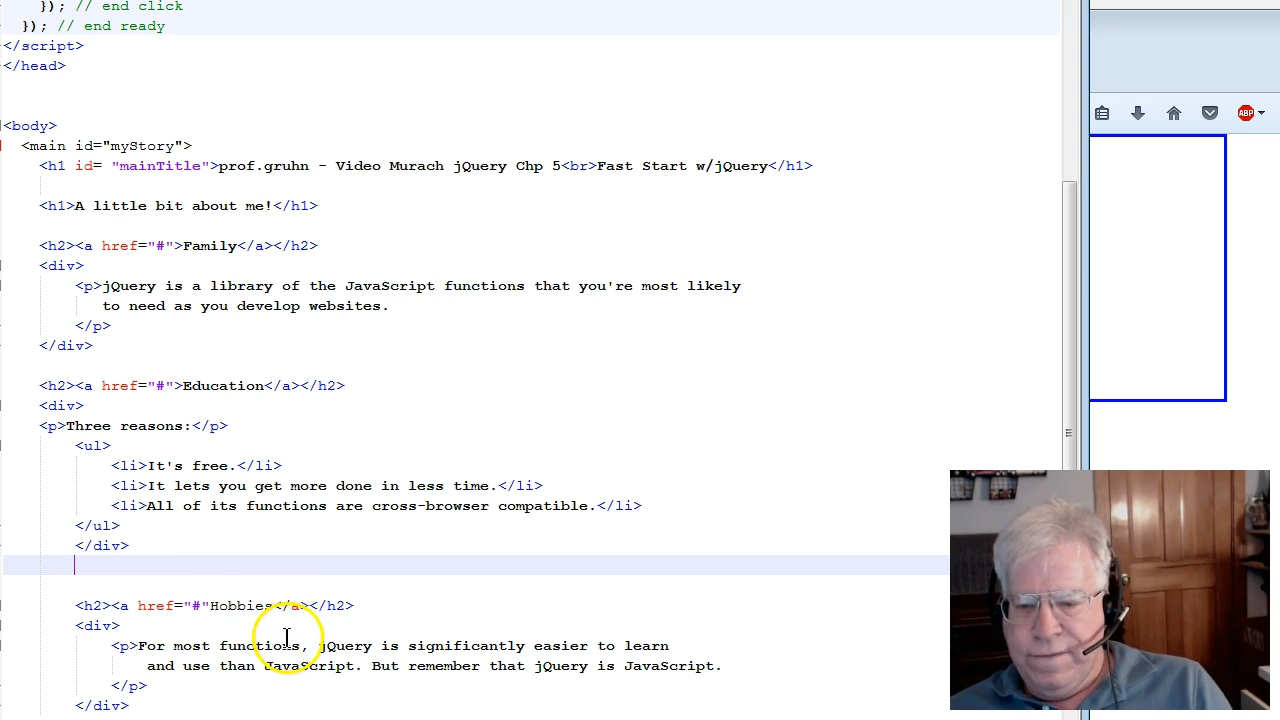 }); // end click
}); // end ready
</script>
</head>
<body>
<main id="myStory">
<h1 id= "mainTitle">prof.gruhn - Video Murach jQuery Chp 5<br>Fast Start w/jQuery</h1>
<h1>A little bit about me!</h1>
<h2><a href="#">Family</a></h2>
<div>
<p>jQuery is a library of the JavaScript functions that you're most likely
to need as you develop websites.
</p>
</div>
<h2><a href="#">Education</a></h2>
<div>
<p>Three reasons:</p>
<ul>
<li>It's free.</li>
<li>It lets you get more done in less time.</li>
<li>All of its functions are cross-browser compatible.</li>
</ul>
</div>
<h2><a href="#"Hobbies</a></h2>
<div>
<p>For most functions, jQuery is significantly easier to learn
and use than JavaScript. But remember that jQuery is JavaScript.
</p>
</div>
ABP